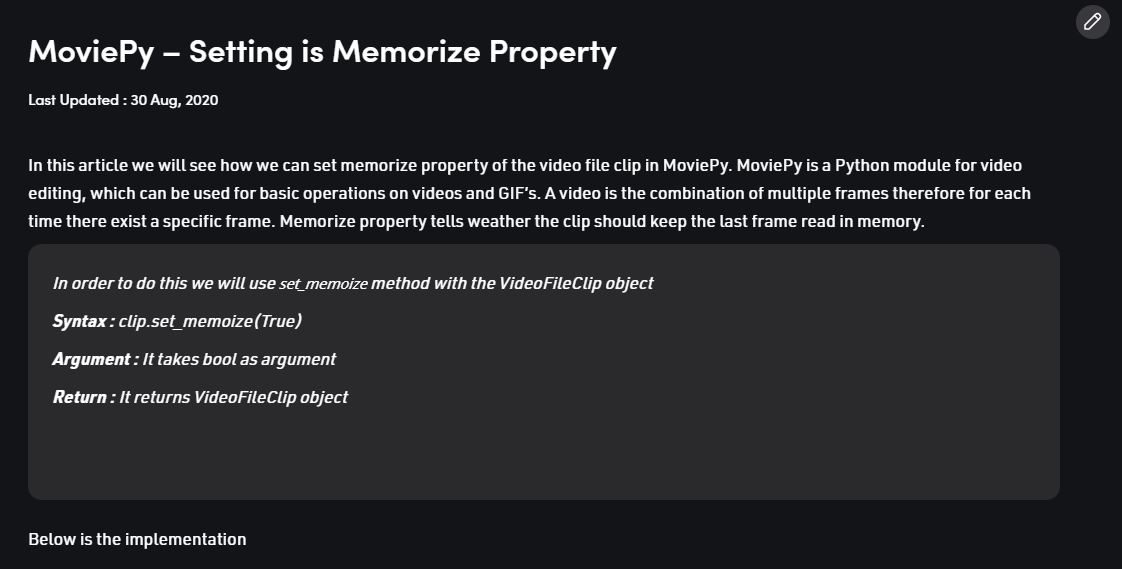 MoviePy – Setting is Memorize Property
Last Updated : 30 Aug, 2020
In this article we will see how we can set memorize property of the video file clip in MoviePy. MoviePy is a Python module for video
editing, which can be used for basic operations on videos and GIF’s. A video is the combination of multiple frames therefore for each
time there exist a specific frame. Memorize property tells weather the clip should keep the last frame read in memory.
In order to do this we will use set_memoize method with the VideoFileClip object
Syntax : clip.set_memoize(True)
Argument : It takes bool as argument
Return : It returns VideoFileClip object
Below is the implementation